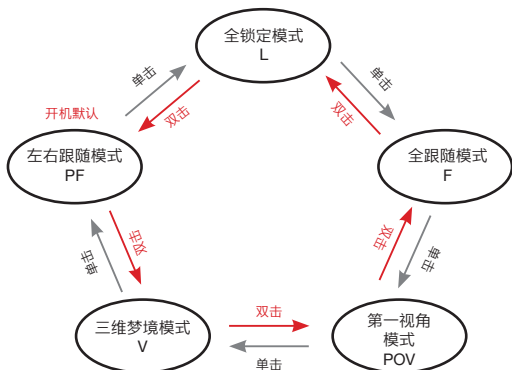 全锁定模式
L
单击
双击
单击
双击
开机默认
左右跟随模式
PF
全跟随模式
F
双击
单击
双击
单击
三维梦境模式
V
双击
单击
第一视角
模式
POV